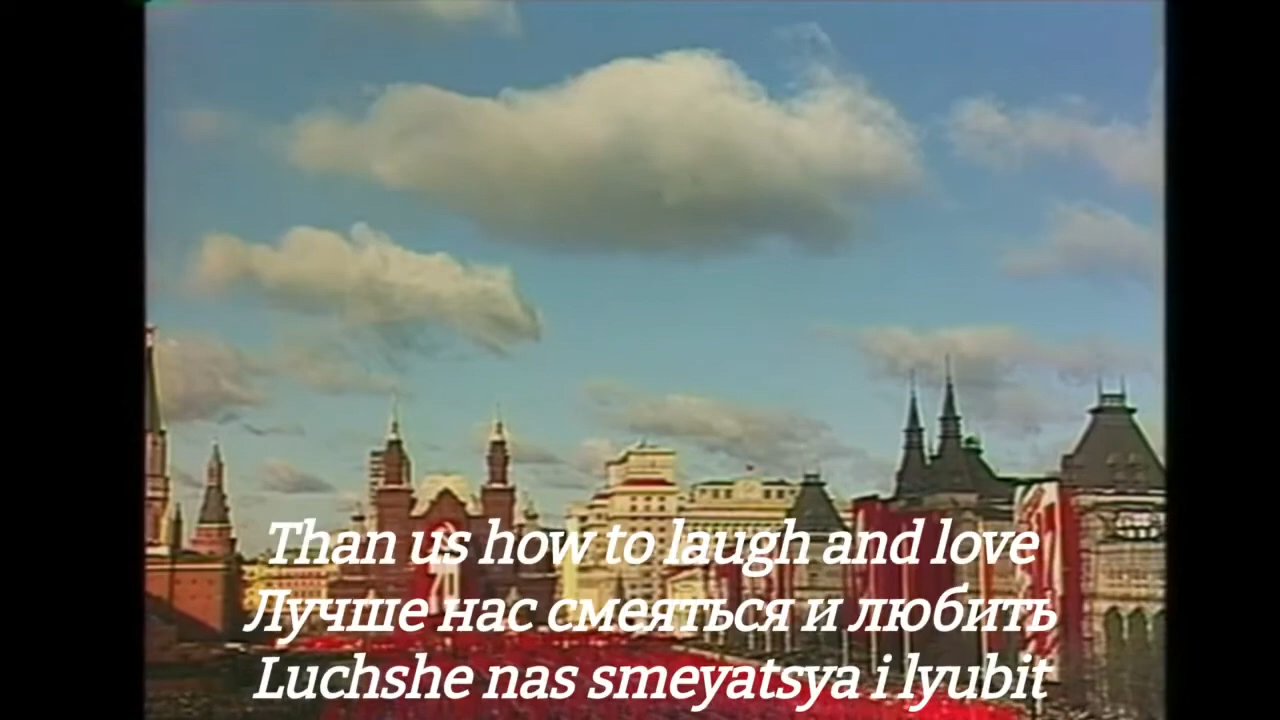 Than us how to laugh and love
Лучше нас смеяться и любить
Luchshe nas smeyatsya i lyubit